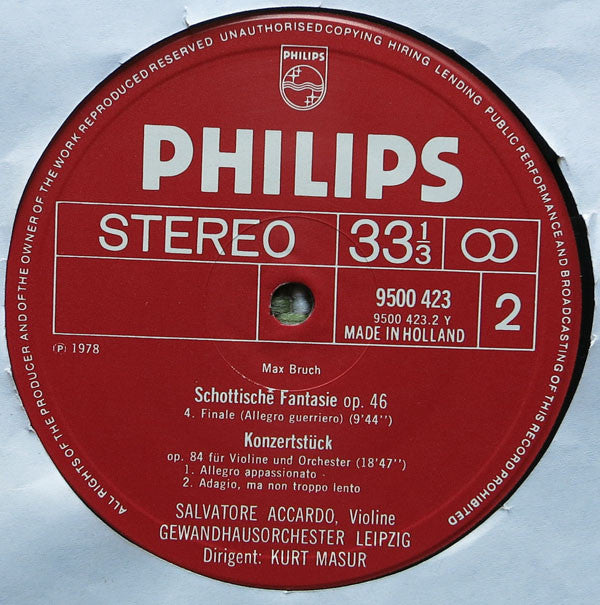 ALL RIGHTS OF THE PRODUCER AND OF THE OWNER OF THE WORK REPRODUCED RESERVED UNAUTHORISED COPYING HIRING LENDING PUBLIC PERFORMANCE AND BROADCASTING OF THIS RECORD PROHIBITED
PHILIPS
PHILIPS
STEREO 33 1/3
9500 423
9500 423.2 Y
MADE IN HOLLAND
2
Ⓟ 1978
Max Bruch
Schottische Fantasie op. 46
4. Finale (Allegro guerriero) (9'44'')
Konzertstück
op. 84 für Violine und Orchester (18'47'')
1. Allegro appassionato
2. Adagio, ma non troppo lento
SALVATORE ACCARDO, Violine
GEWANDHAUSORCHESTER LEIPZIG
Dirigent: KURT MASUR